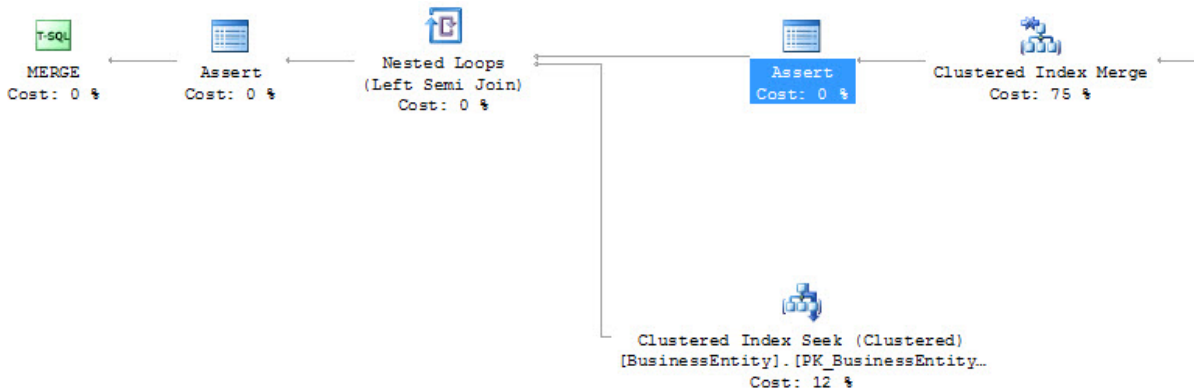 T-SQL
MERGE
Cost: 0 %
Assert
Cost: 0 %
Nested Loops
(Left Semi Join)
Cost: 0 %
Assert
Cost: 0 %
Clustered Index Merge
Cost: 75 %
Clustered Index Seek (Clustered)
[BusinessEntity].[PK_BusinessEntity…
Cost: 12 %